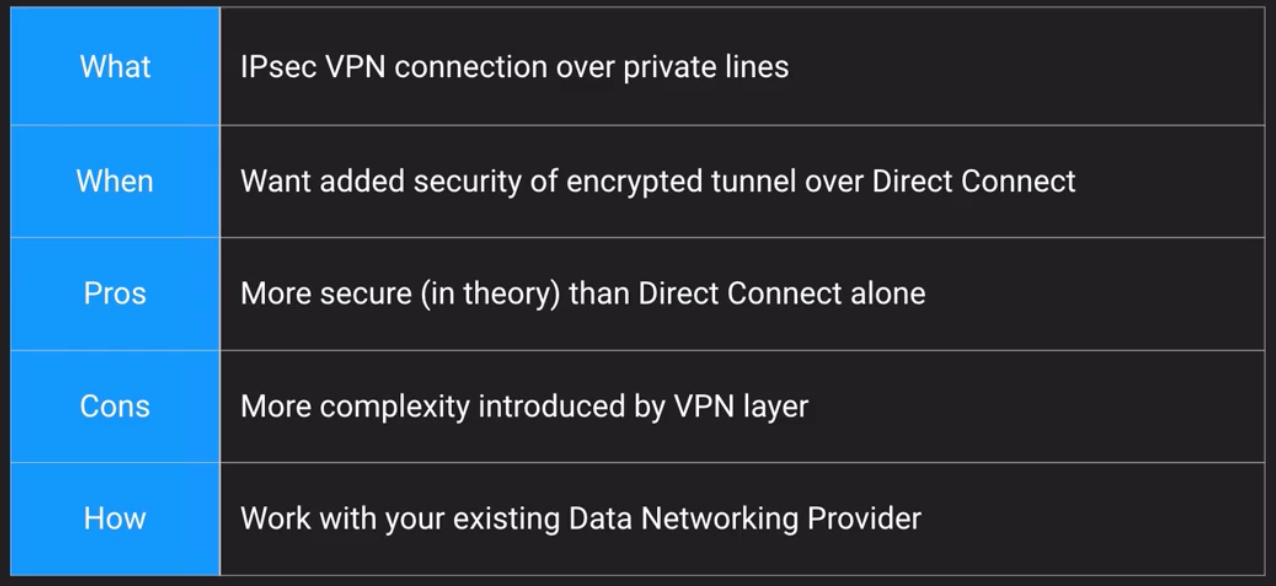 What
IPsec VPN connection over private lines
When
Want added security of encrypted tunnel over Direct Connect
Pros
More secure (in theory) than Direct Connect alone
Cons
More complexity introduced by VPN layer
How
Work with your existing Data Networking Provider